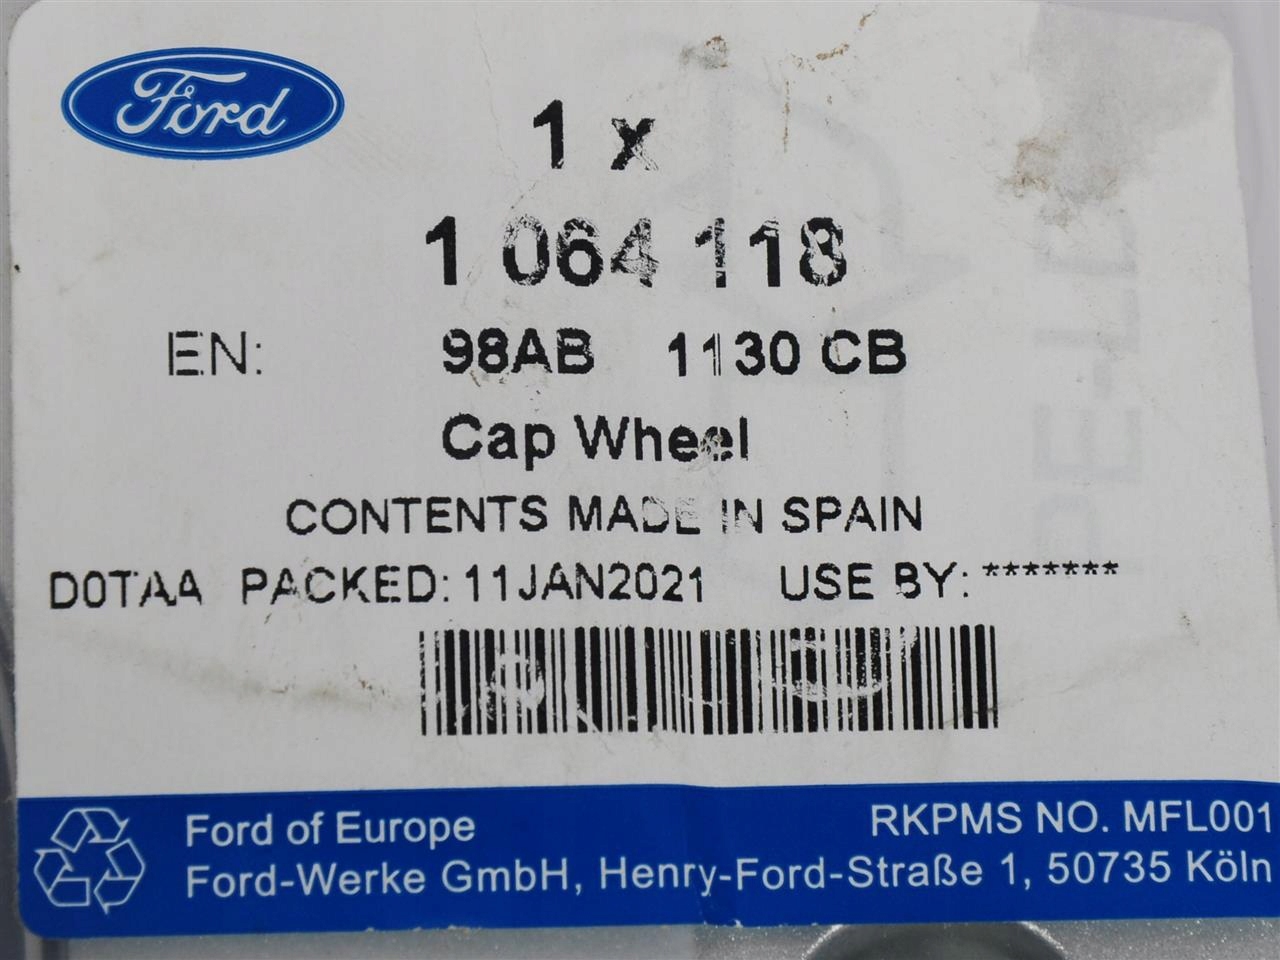 Ford
1 x
1 064 118
EN: 98AB 1130 CB
Cap Wheel
CONTENTS MADE IN SPAIN
D0TAA PACKED: 11JAN2021 USE BY: *******
Ford of Europe
RKPMS NO. MFL001
Ford-Werke GmbH, Henry-Ford-Straße 1, 50735 Köln